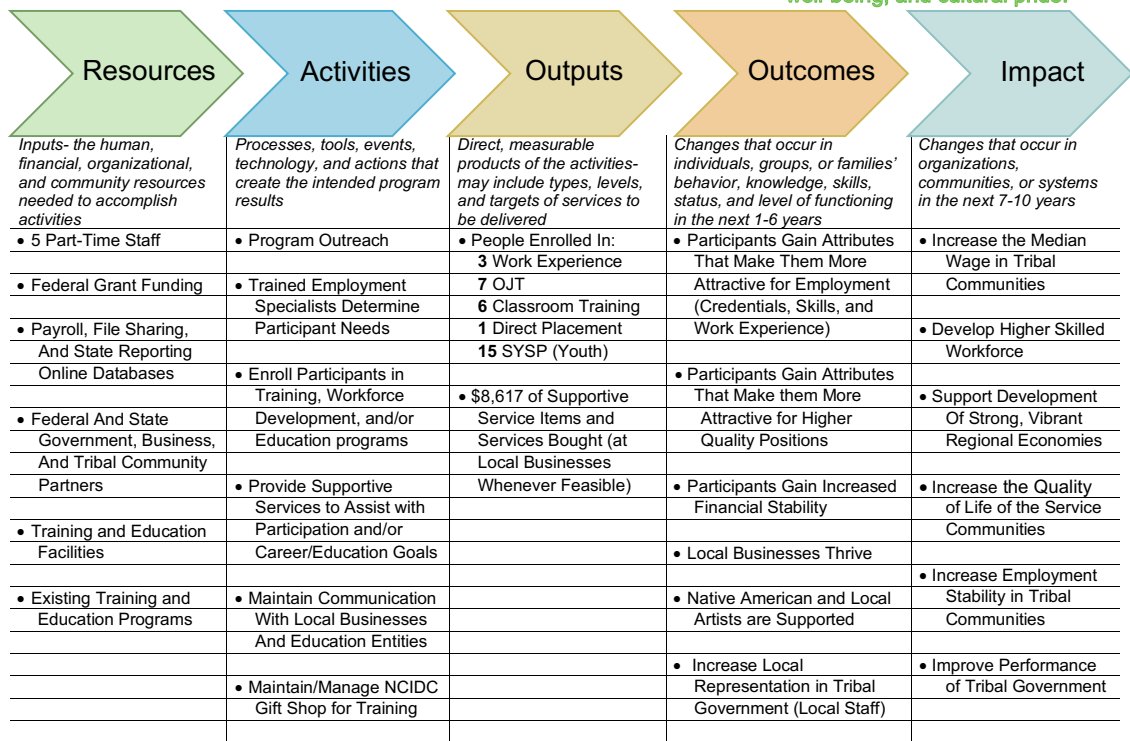 well-being, and cultural pride.
Resources
Activities
Outputs
Outcomes
Impact
Inputs- the human,
financial, organizational,
and community resources
needed to accomplish
activities
Processes, tools, events,
technology, and actions that
create the intended program
results
Direct, measurable
products of the activities-
may include types, levels,
and targets of services to
be delivered
Changes that occur in
individuals, groups, or families'
behavior, knowledge, skills,
status, and level of functioning
in the next 1-6 years
Changes that occur in
organizations,
communities, or systems
in the next 7-10 years
• 5 Part-Time Staff
• Federal Grant Funding
• Payroll, File Sharing,
And State Reporting
Online Databases
• Federal And State
Government, Business,
And Tribal Community
Partners
• Training and Education
Facilities
• Existing Training and
Education Programs
• Program Outreach
• Trained Employment
Specialists Determine
Participant Needs
• Enroll Participants in
Training, Workforce
Development, and/or
Education programs
• Provide Supportive
Services to Assist with
Participation and/or
Career/Education Goals
• Maintain Communication
With Local Businesses
And Education Entities
• Maintain/Manage NCIDC
Gift Shop for Training
• People Enrolled In:
3 Work Experience
7 OJT
6 Classroom Training
1 Direct Placement
15 SYSP (Youth)
• $8,617 of Supportive
Service Items and
Services Bought (at
Local Businesses
Whenever Feasible)
• Participants Gain Attributes
That Make Them More
Attractive for Employment
(Credentials, Skills, and
Work Experience)
• Participants Gain Attributes
That Make them More
Attractive for Higher
Quality Positions
• Participants Gain Increased
Financial Stability
• Local Businesses Thrive
• Native American and Local
Artists are Supported
• Increase Local
Representation in Tribal
Government (Local Staff)
• Increase the Median
Wage in Tribal
Communities
• Develop Higher Skilled
Workforce
• Support Development
Of Strong, Vibrant
Regional Economies
• Increase the Quality
of Life of the Service
Communities
• Increase Employment
Stability in Tribal
Communities
• Improve Performance
of Tribal Government